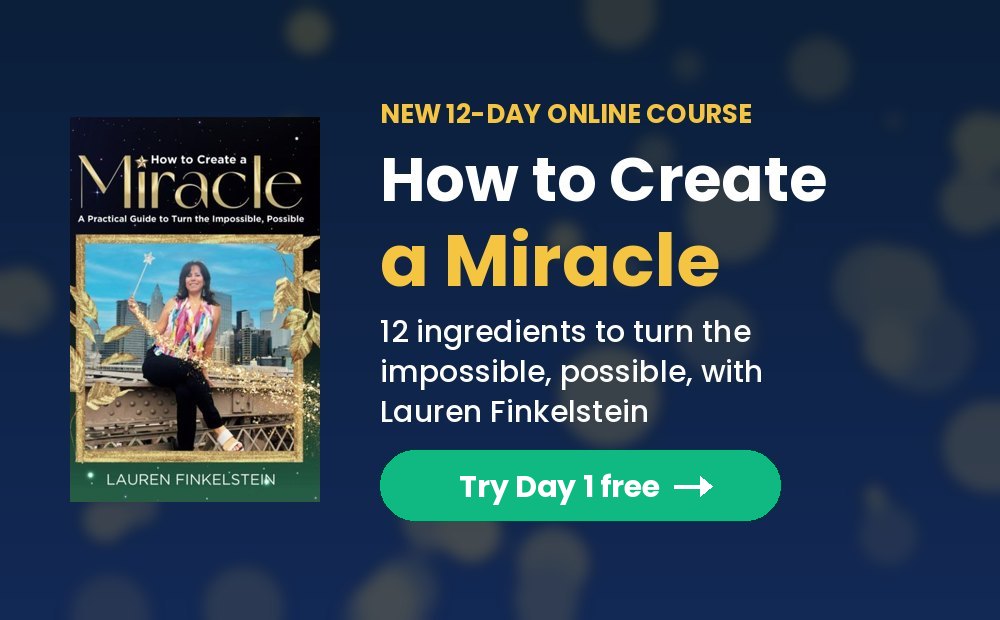 How to Create a
Miracle
A Practical Guide to Turn the Impossible, Possible
LAUREN FINKELSTEIN
NEW 12-DAY ONLINE COURSE
How to Create
a Miracle
12 ingredients to turn the
impossible, possible, with
Lauren Finkelstein
Try Day 1 free →